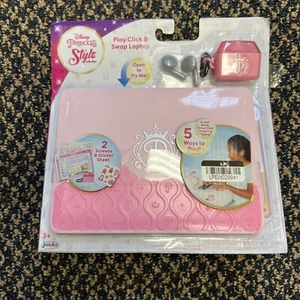 Disney
PRINCESS
Style
collection
Play, Click &
Swap Laptop
Open
to
Try Me!
2
Screens
& Sticker
Sheet
5
Ways to
Play!
LPEW029941
3+
jakks